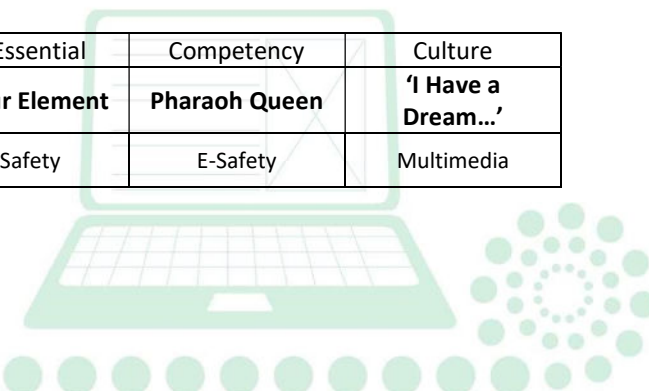 Essential Competency Culture
r Element Pharaoh Queen ‘I Have a
Dream…’
Safety E-Safety Multimedia